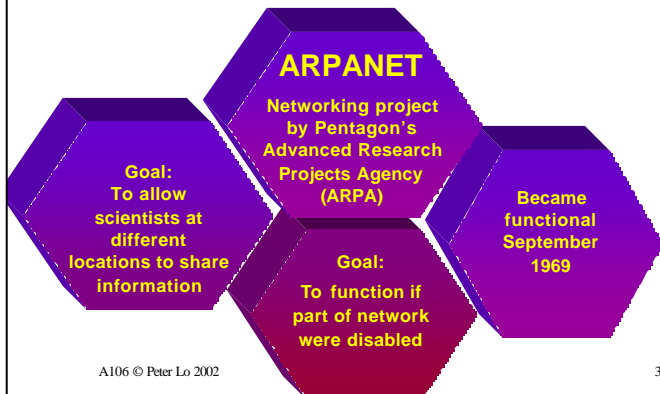 ARPANET
Networking project
by Pentagon's
Advanced Research
Projects Agency
(ARPA)
Goal:
To allow
scientists at
different
locations to share
information
Goal:
To function if
part of network
were disabled
Became
functional
September
1969
A106 © Peter Lo 2002
3